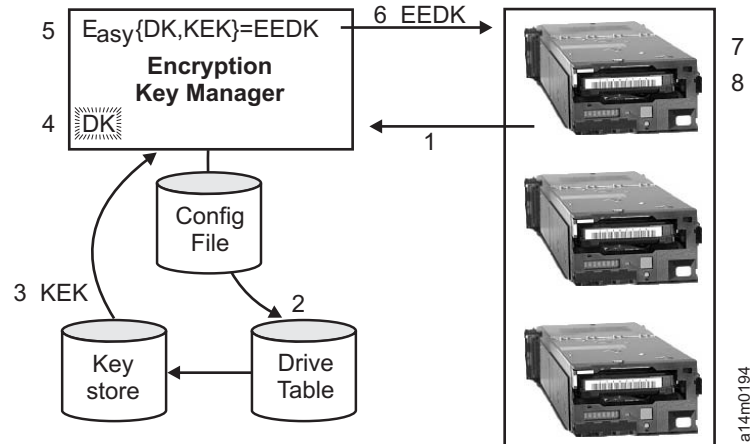 5 Easy{DK,KEK}=EEDK
6 EEDK
Encryption
Key Manager
4 DK
7
8
1
Config
File
3 KEK
2
Key
store
Drive
Table
a14m0194